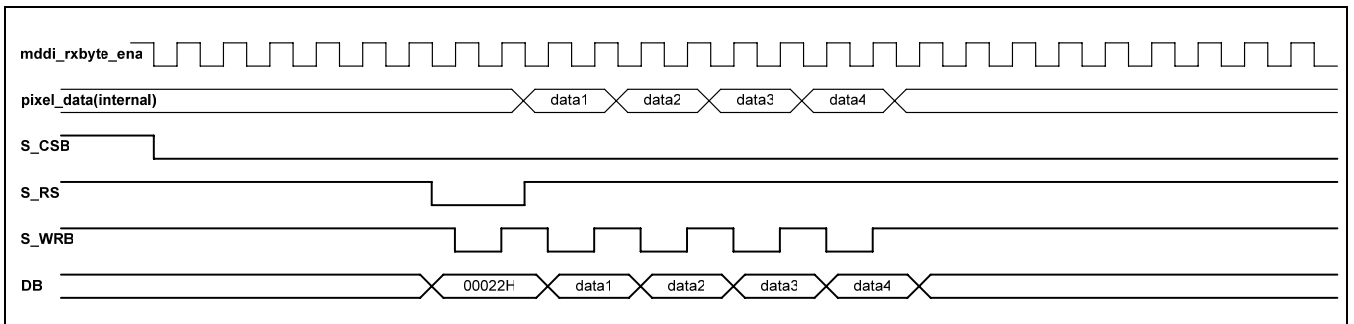 mddi_rxbyte_ena
pixel_data(internal) data1 data2 data3 data4
S_CSB
S_RS
S_WRB
DB 00022H data1 data2 data3 data4